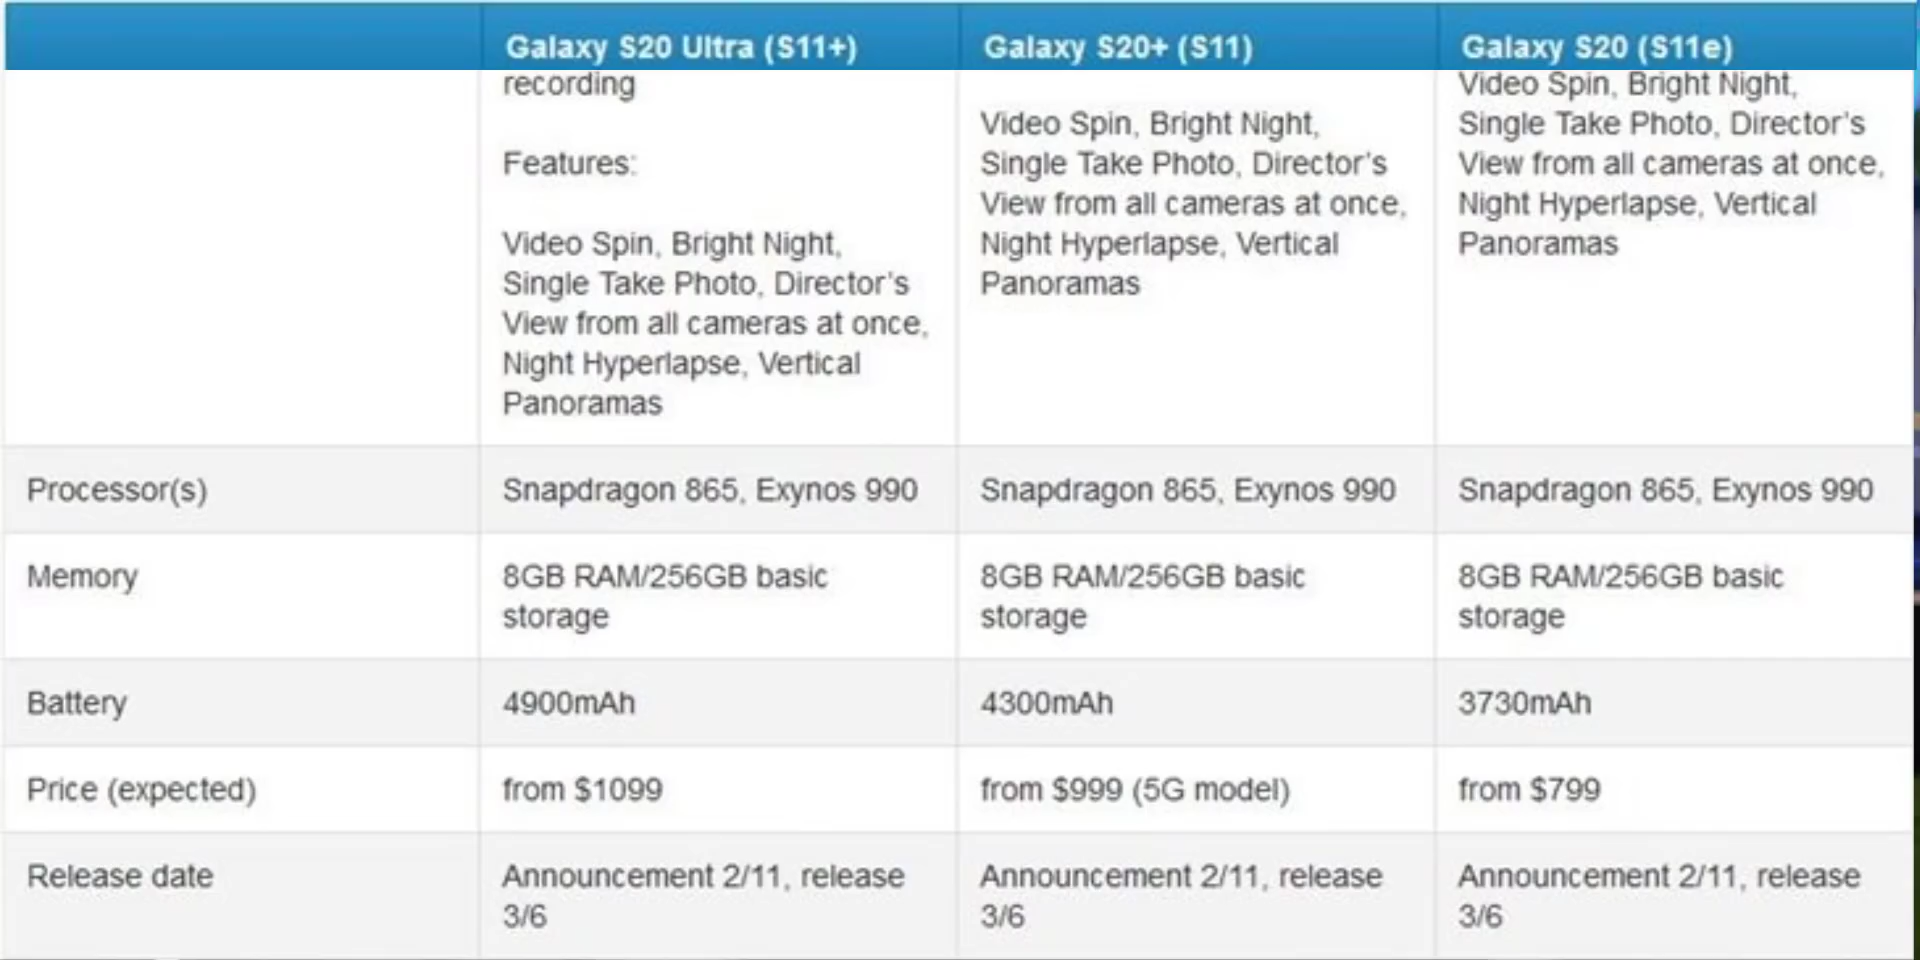 Galaxy S20 Ultra (S11+)
Galaxy S20+ (S11)
Galaxy S20 (S11e)
recording
Features:
Video Spin, Bright Night,
Single Take Photo, Director's
View from all cameras at once,
Night Hyperlapse, Vertical
Panoramas
Video Spin, Bright Night,
Single Take Photo, Director's
View from all cameras at once,
Night Hyperlapse, Vertical
Panoramas
Video Spin, Bright Night,
Single Take Photo, Director's
View from all cameras at once,
Night Hyperlapse, Vertical
Panoramas
Processor(s)
Snapdragon 865, Exynos 990
Snapdragon 865, Exynos 990
Snapdragon 865, Exynos 990
Memory
8GB RAM/256GB basic
storage
8GB RAM/256GB basic
storage
8GB RAM/256GB basic
storage
Battery
4900mAh
4300mAh
3730mAh
Price (expected)
from $1099
from $999 (5G model)
from $799
Release date
Announcement 2/11, release
3/6
Announcement 2/11, release
3/6
Announcement 2/11, release
3/6